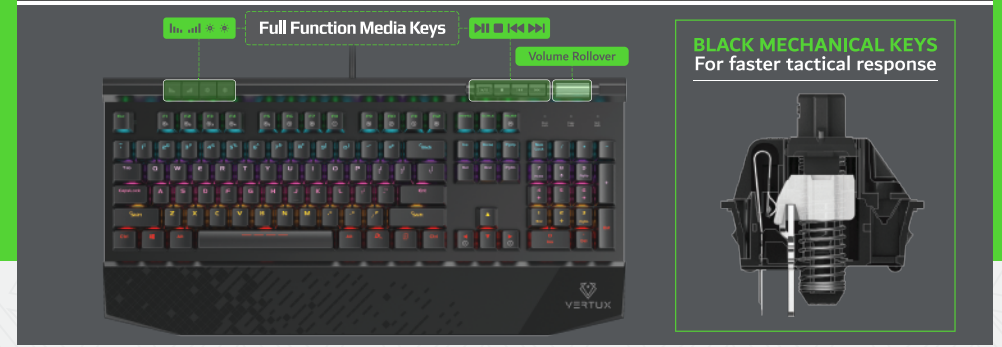 Full Function Media Keys
Volume Rollover
BLACK MECHANICAL KEYS
For faster tactical response
Q W E R T Y U I O P
A S D F G H J K L
Z X C V B N M
VERTUX